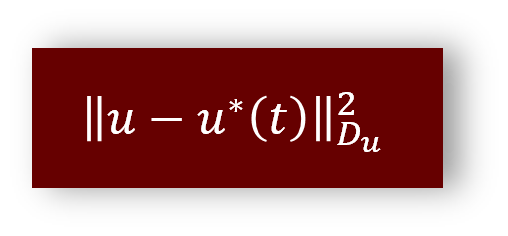 ‖u − u*(t)‖²_{D_u}